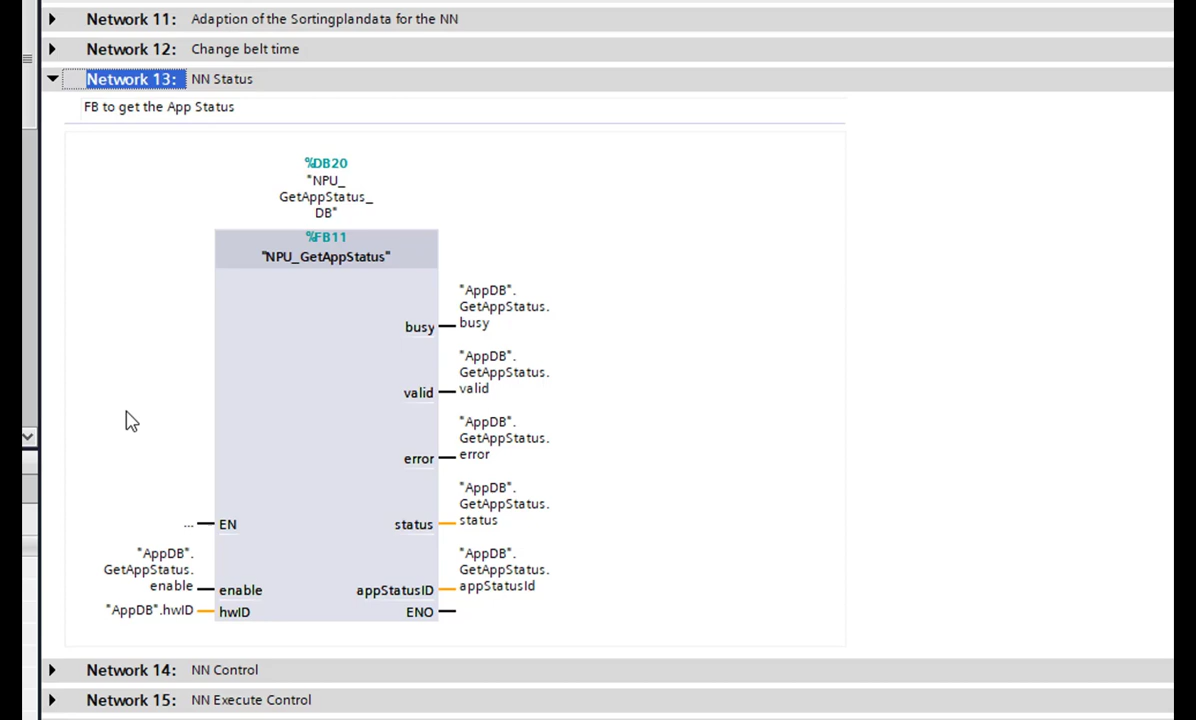 Network 11: Adaption of the Sortingplandata for the NN
Network 12: Change belt time
Network 13: NN Status
FB to get the App Status
%DB20
"NPU_
GetAppStatus_
DB"
%FB11
"NPU_GetAppStatus"
"AppDB".
GetAppStatus.
busy busy
"AppDB".
GetAppStatus.
valid valid
"AppDB".
GetAppStatus.
error error
"AppDB".
GetAppStatus.
... EN status status
"AppDB".
GetAppStatus.
enable enable
"AppDB".
GetAppStatus.
appStatusID appStatusId
"AppDB".hwID hwID ENO
Network 14: NN Control
Network 15: NN Execute Control